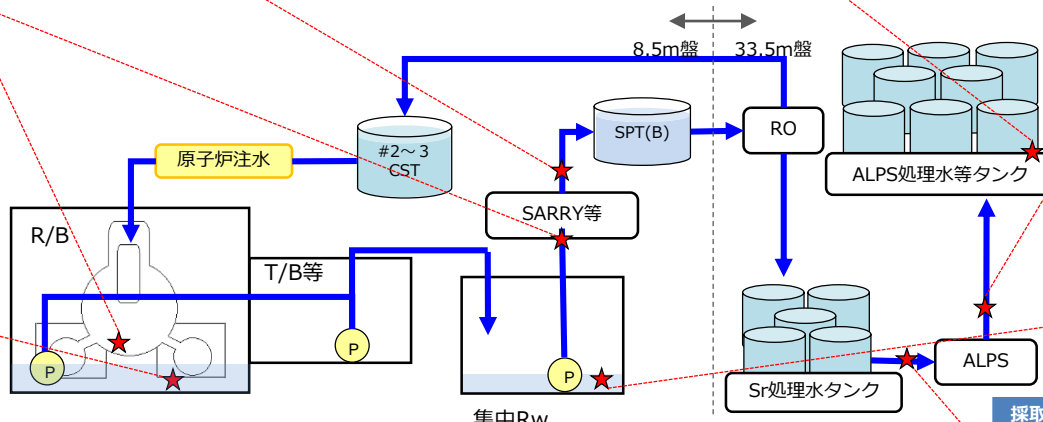 8.5m盤
33.5m盤
SPT(B)
RO
#2～3
CST
原子炉注水
ALPS処理水等タンク
SARRY等
R/B
T/B等
P
P
P
ALPS
Sr処理水タンク
集中Rw
採取